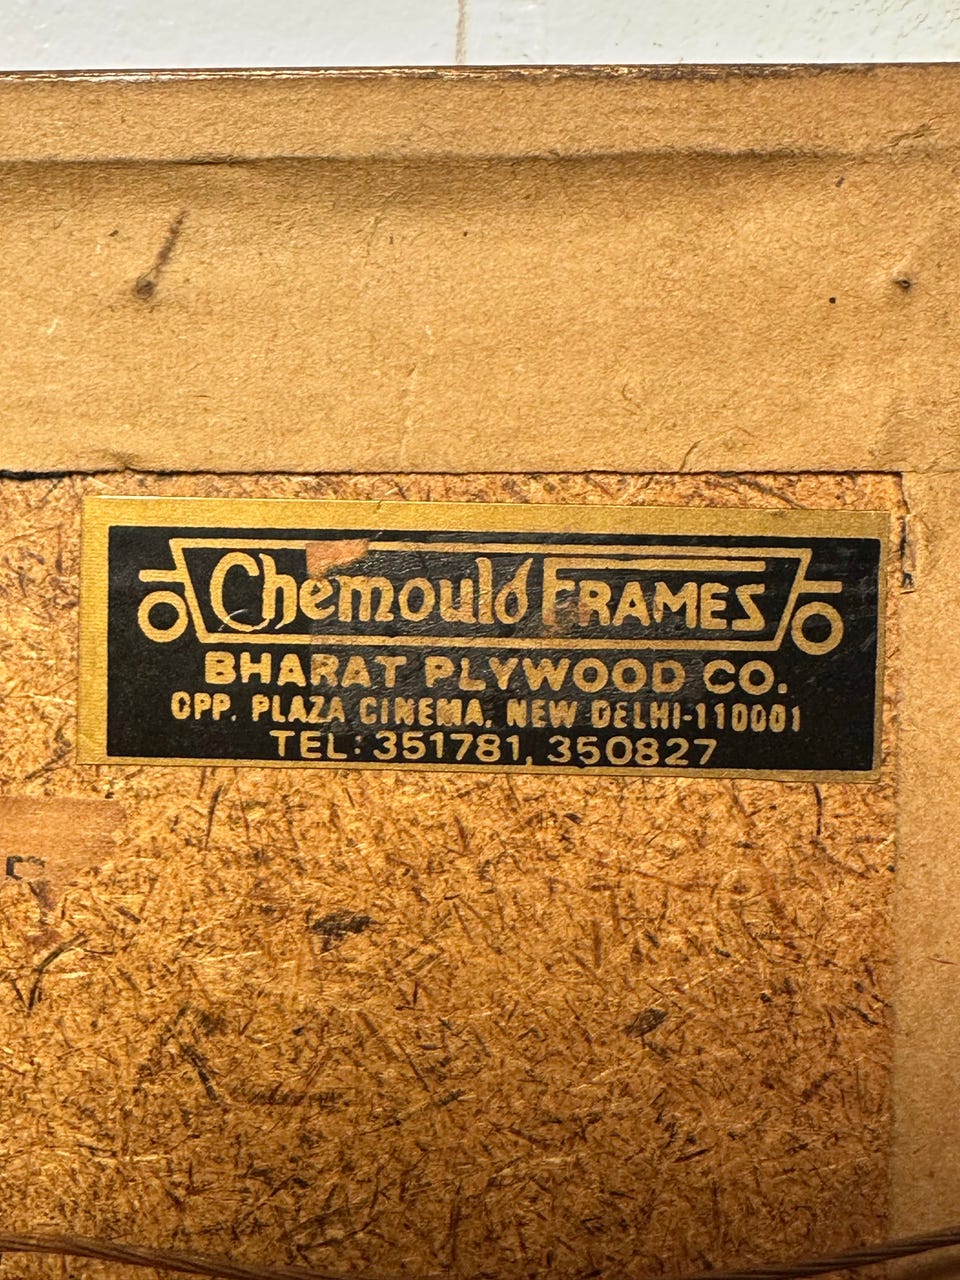 Chemould FRAMES
BHARAT PLYWOOD CO.
OPP. PLAZA CINEMA, NEW DELHI-110001
TEL: 351781, 350827